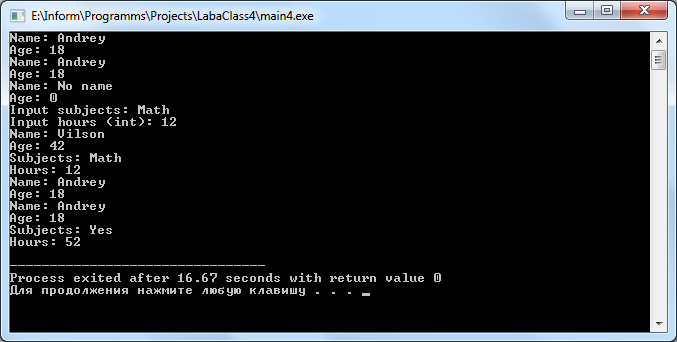 E:\Inform\Programms\Projects\LabaClass4\main4.exe
Name: Andrey
Age: 18
Name: Andrey
Age: 18
Name: No name
Age: 0
Input subjects: Math
Input hours (int): 12
Name: Vilson
Age: 42
Subjects: Math
Hours: 12
Name: Andrey
Age: 18
Name: Andrey
Age: 18
Subjects: Yes
Hours: 52
--------------------------------
Process exited after 16.67 seconds with return value 0
Для продолжения нажмите любую клавишу . . .